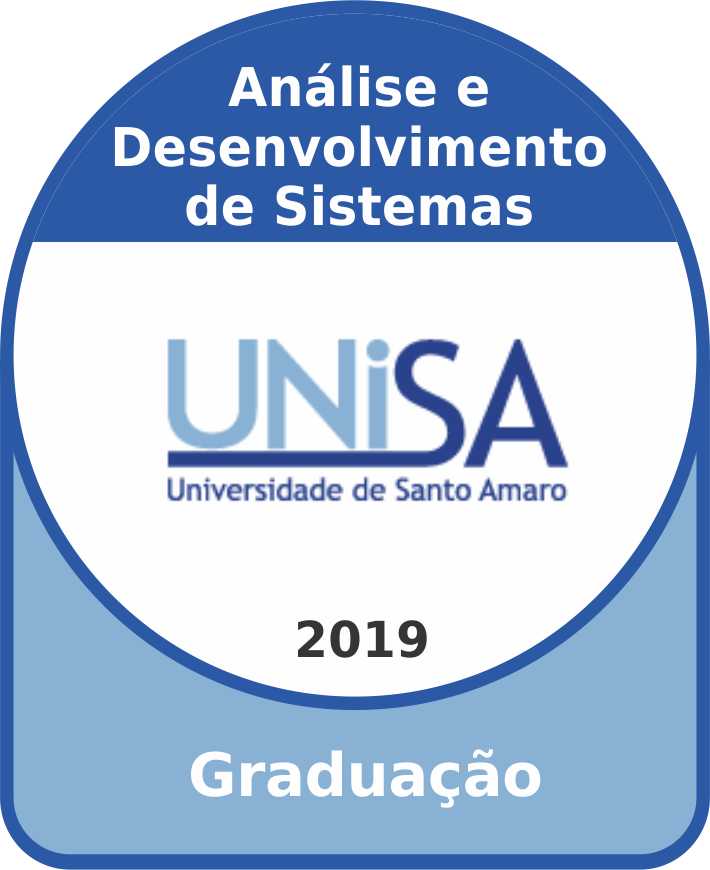 Análise e
Desenvolvimento
de Sistemas
UNiSA
Universidade de Santo Amaro
2019
Graduação